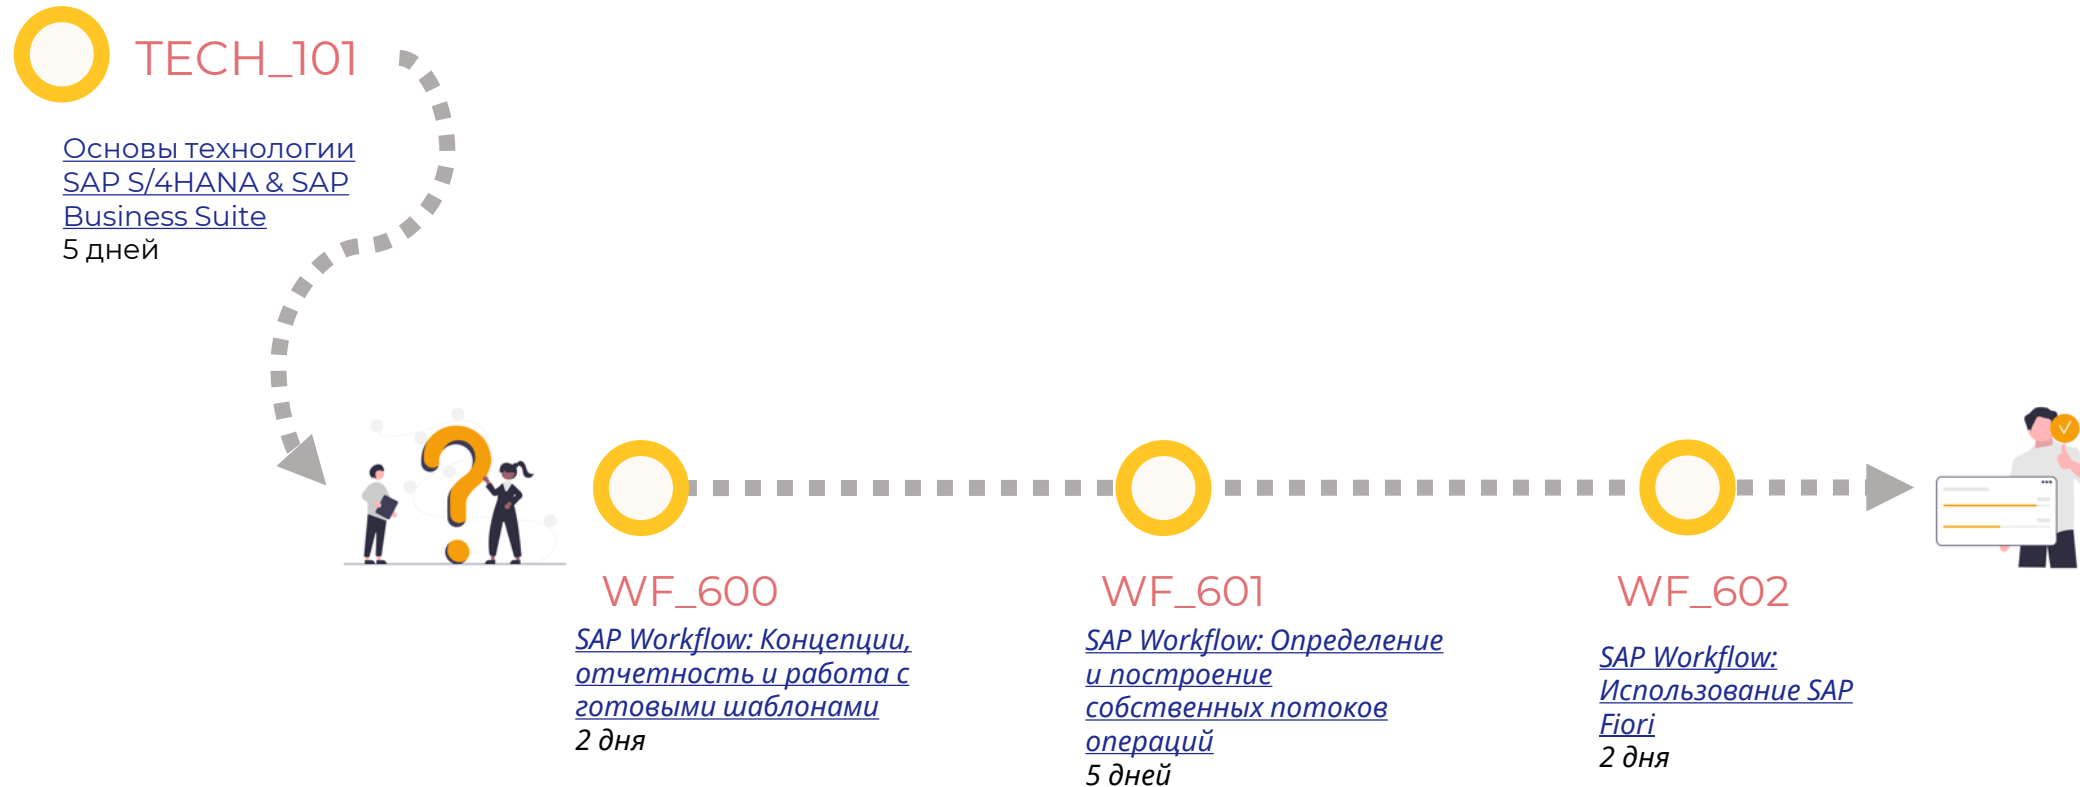 TECH_101
Основы технологии
SAP S/4HANA & SAP
Business Suite
5 дней
WF_600
SAP Workflow: Концепции,
отчетность и работа с
готовыми шаблонами
2 дня
WF_601
SAP Workflow: Определение
и построение
собственных потоков
операций
5 дней
WF_602
SAP Workflow:
Использование SAP
Fiori
2 дня